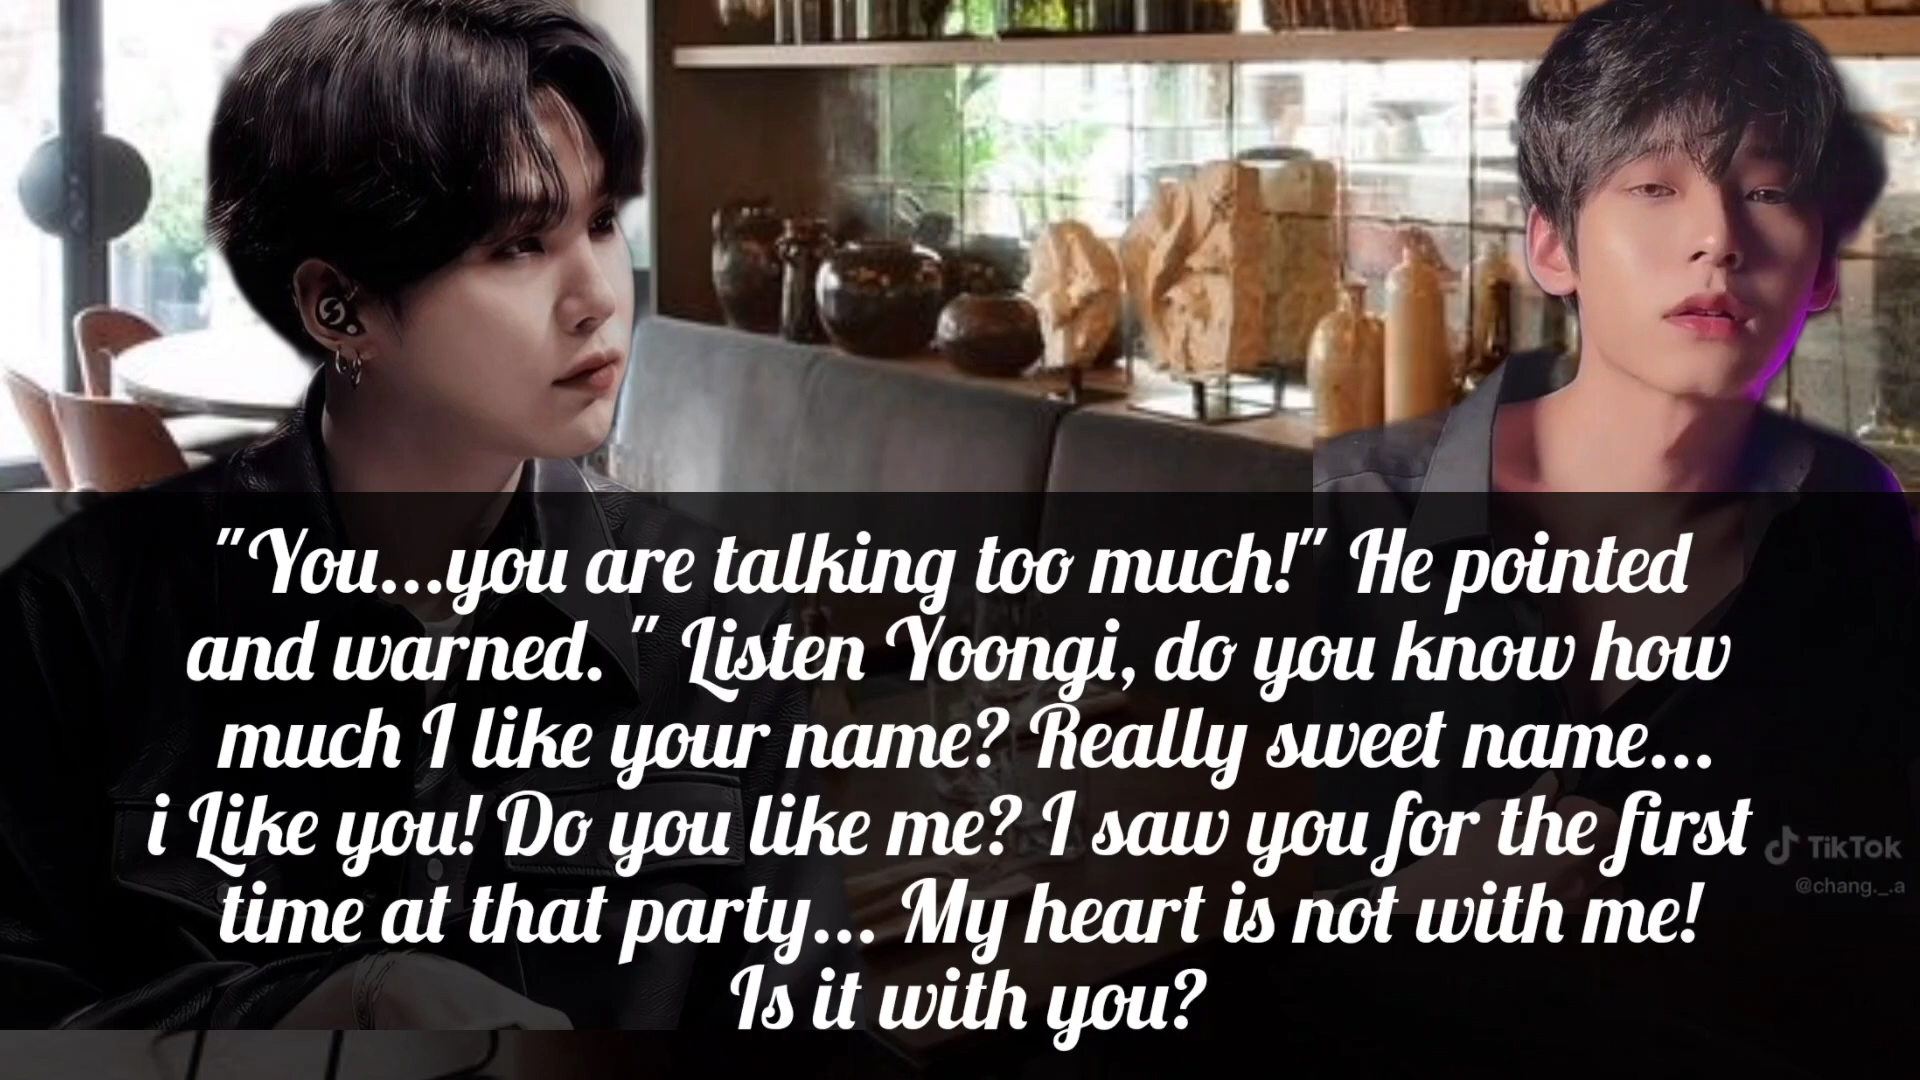 "You...you are talking too much!" He pointed
and warned. " Listen Yoongi, do you know how
much I like your name? Really sweet name...
i Like you! Do you like me? I saw you for the first
time at that party... My heart is not with me!
Is it with you?
TikTok
@chang._.a